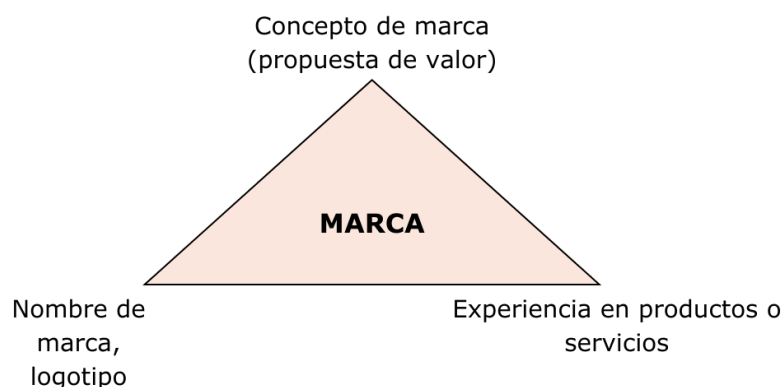 Concepto de marca
(propuesta de valor)
MARCA
Nombre de
marca,
logotipo
Experiencia en productos o
servicios